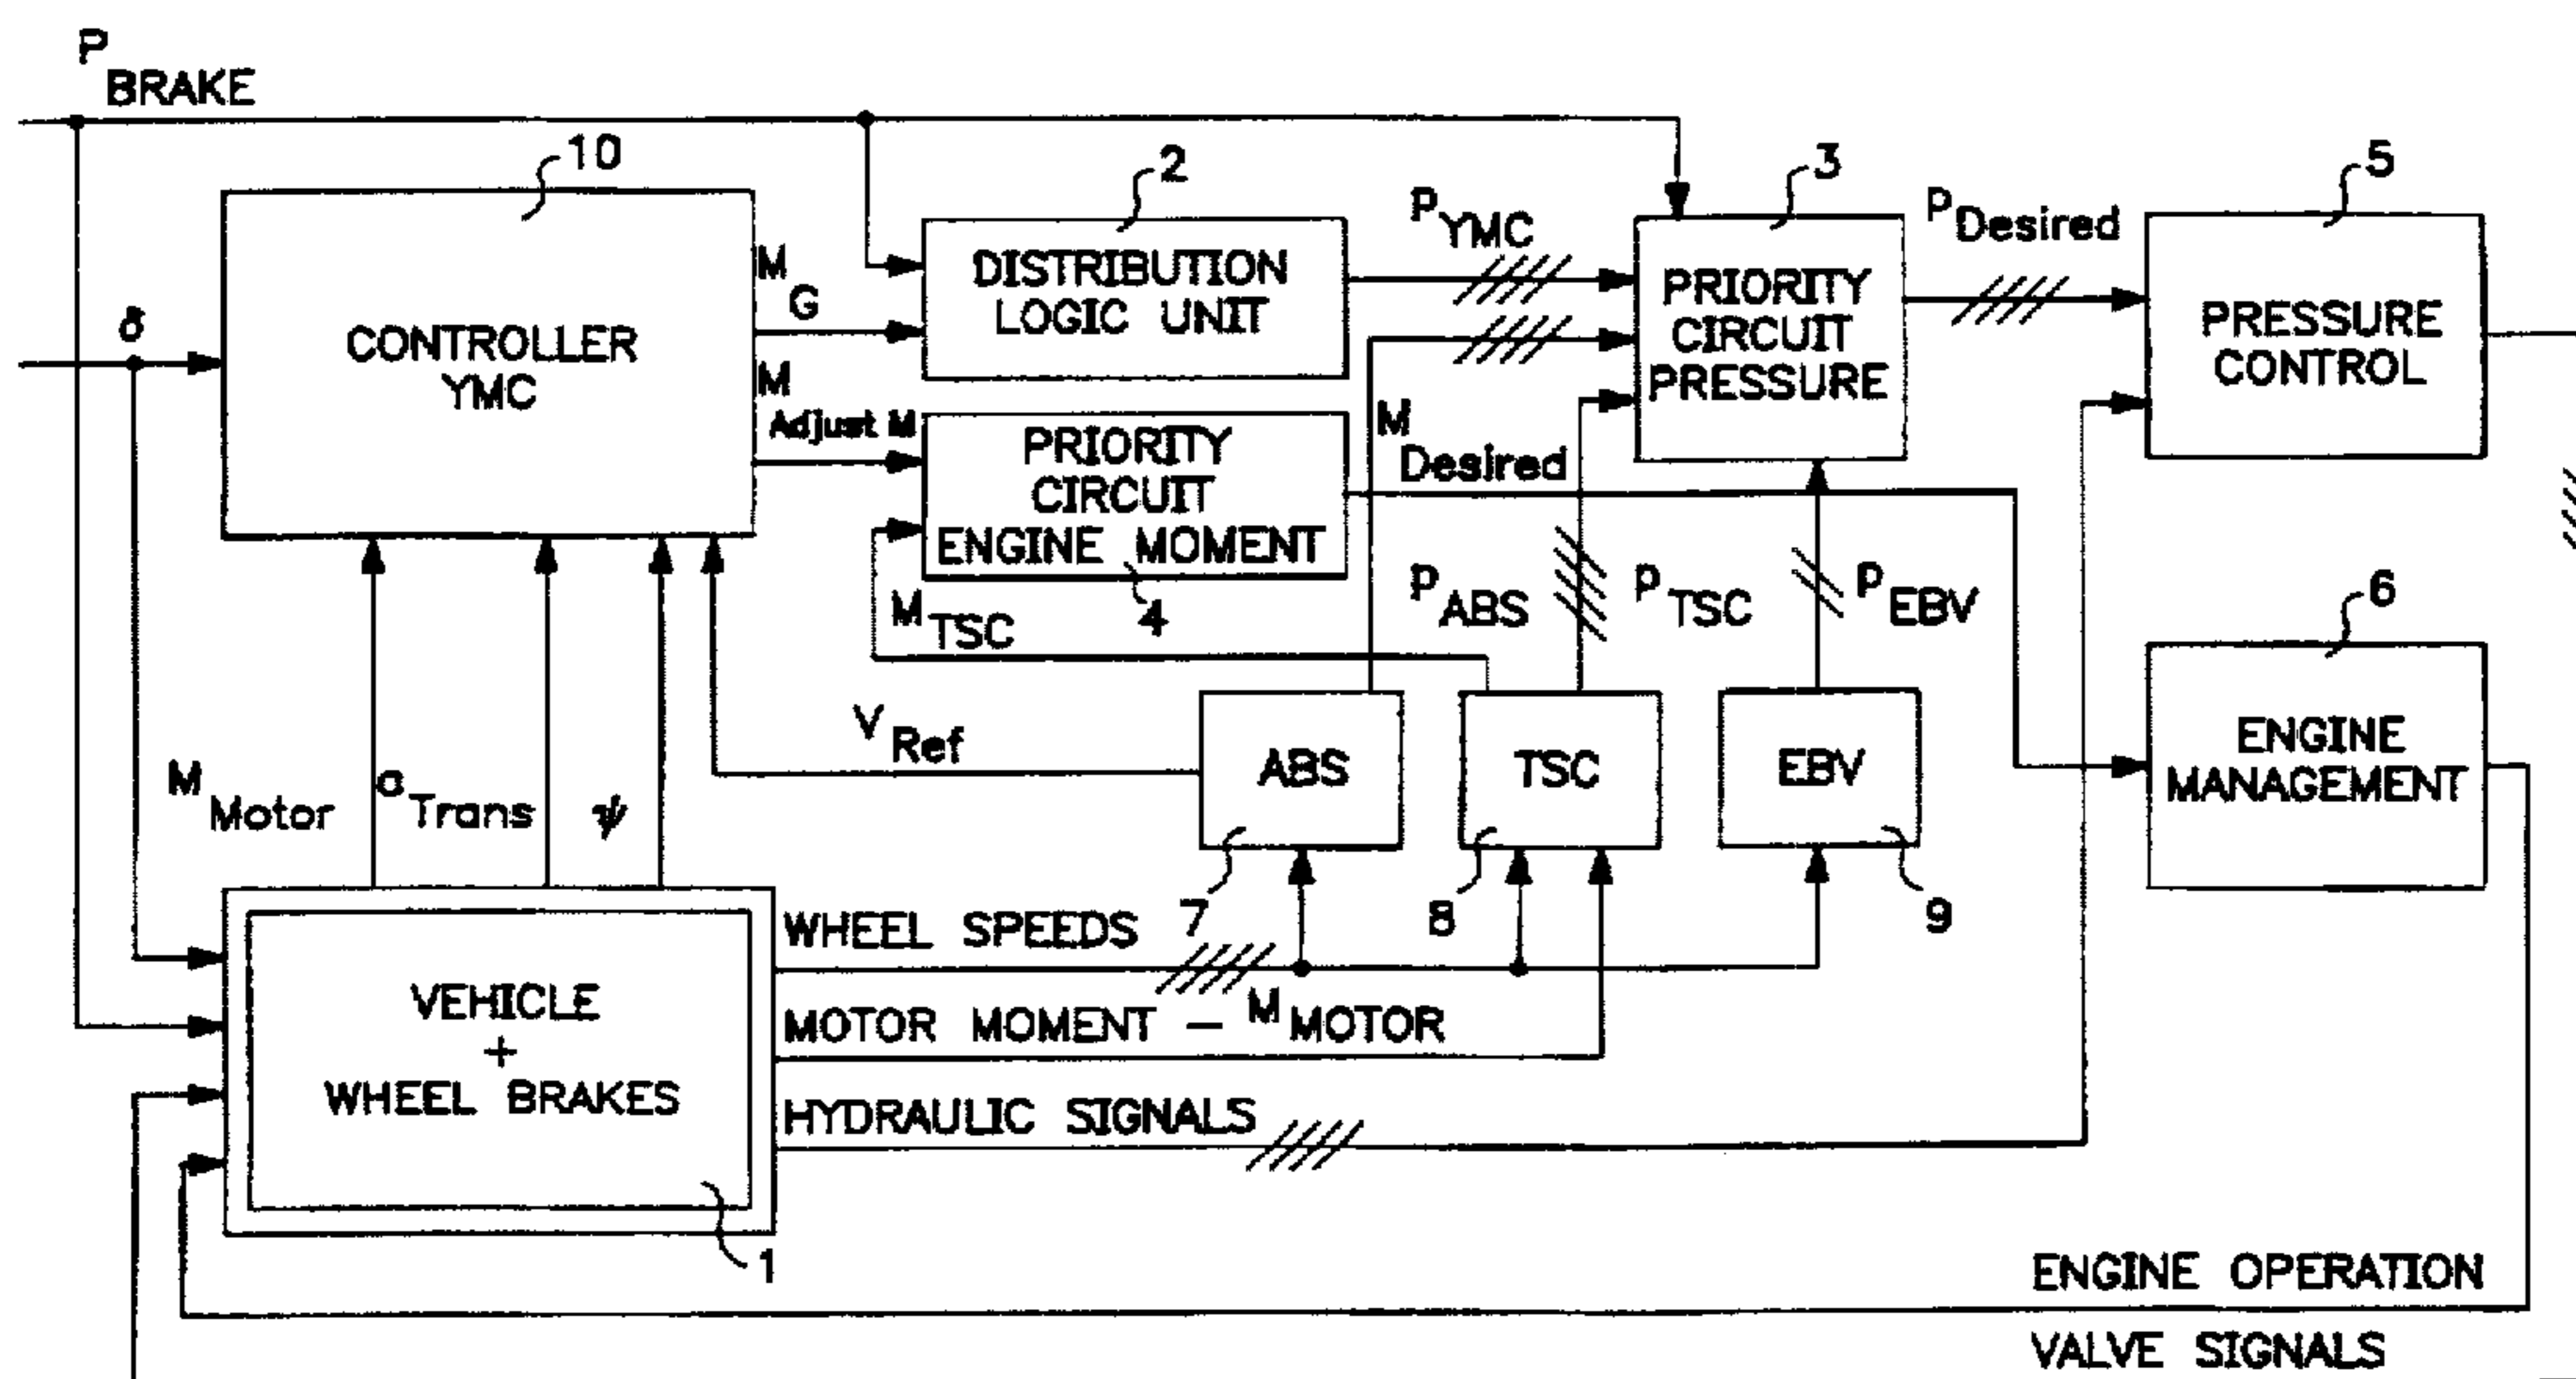 P BRAKE
10
2
3
5
δ
CONTROLLER
YMC
M G
M Adjust M
DISTRIBUTION
LOGIC UNIT
P YMC
PRIORITY
CIRCUIT
PRESSURE
P Desired
PRESSURE
CONTROL
PRIORITY
CIRCUIT
ENGINE MOMENT
4
M Desired
M TSC
P ABS
P TSC
P EBV
6
V Ref
ABS
TSC
EBV
ENGINE
MANAGEMENT
M Motor
a Trans
ψ
7
8
9
WHEEL SPEEDS
MOTOR MOMENT – M MOTOR
HYDRAULIC SIGNALS
VEHICLE
+
WHEEL BRAKES
1
ENGINE OPERATION
VALVE SIGNALS